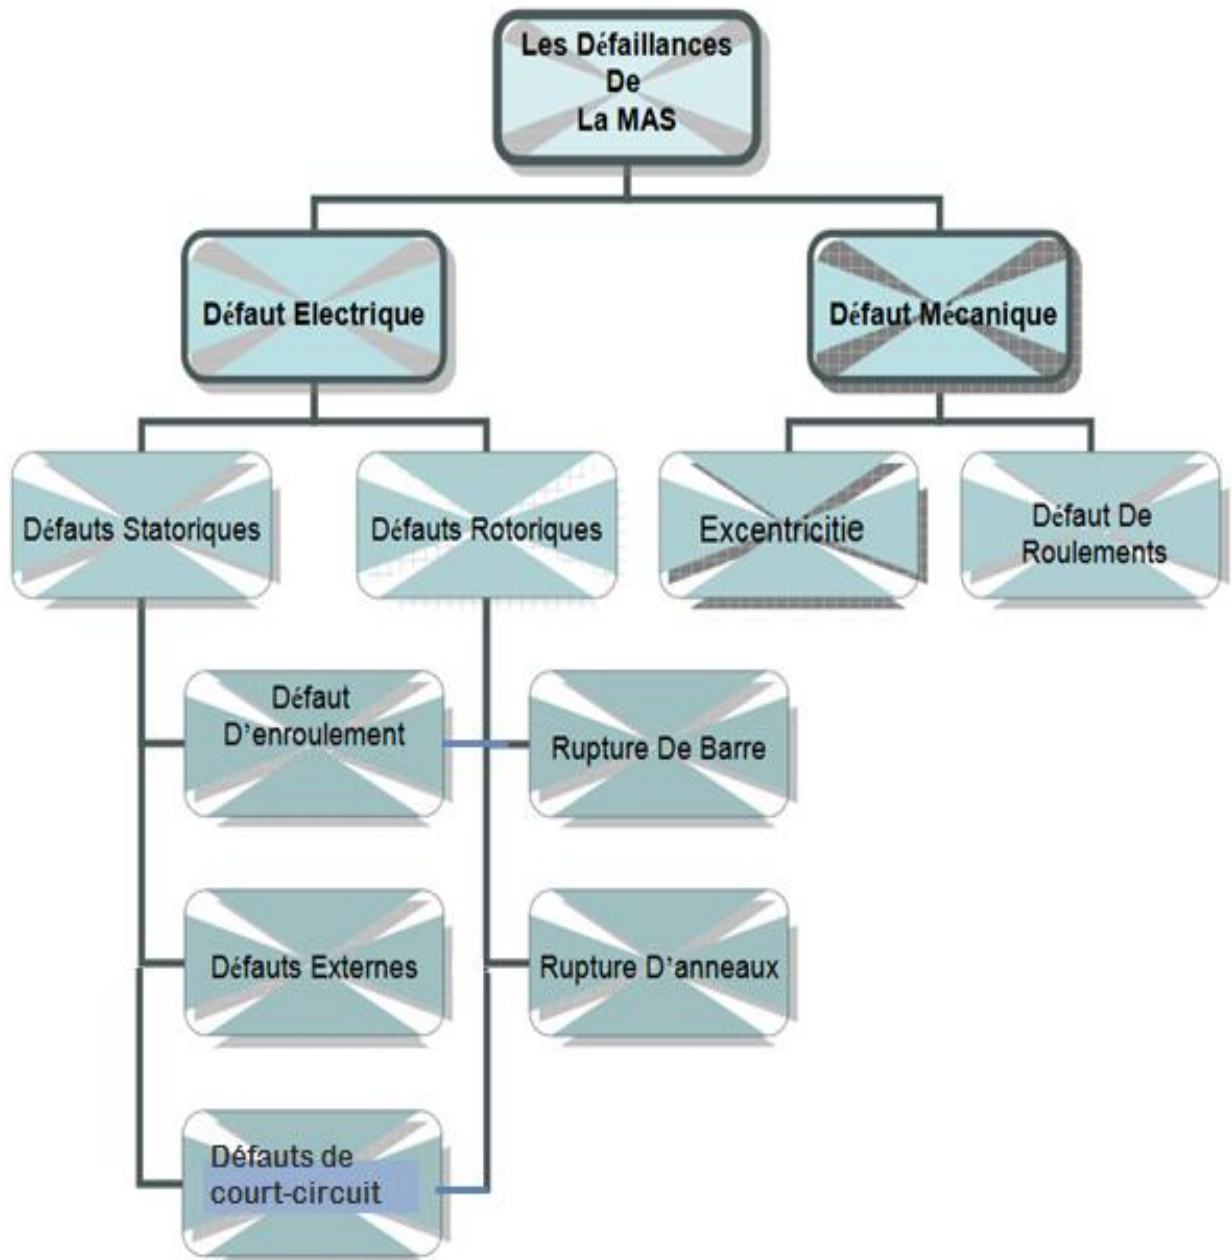 Les Défaillances
De
La MAS
Défaut Electrique
Défaut Mécanique
Défauts Statoriques
Défauts Rotoriques
Excentricitie
Défaut De
Roulements
Défaut
D'enroulement
Rupture De Barre
Défauts Externes
Rupture D'anneaux
Défauts de
court-circuit